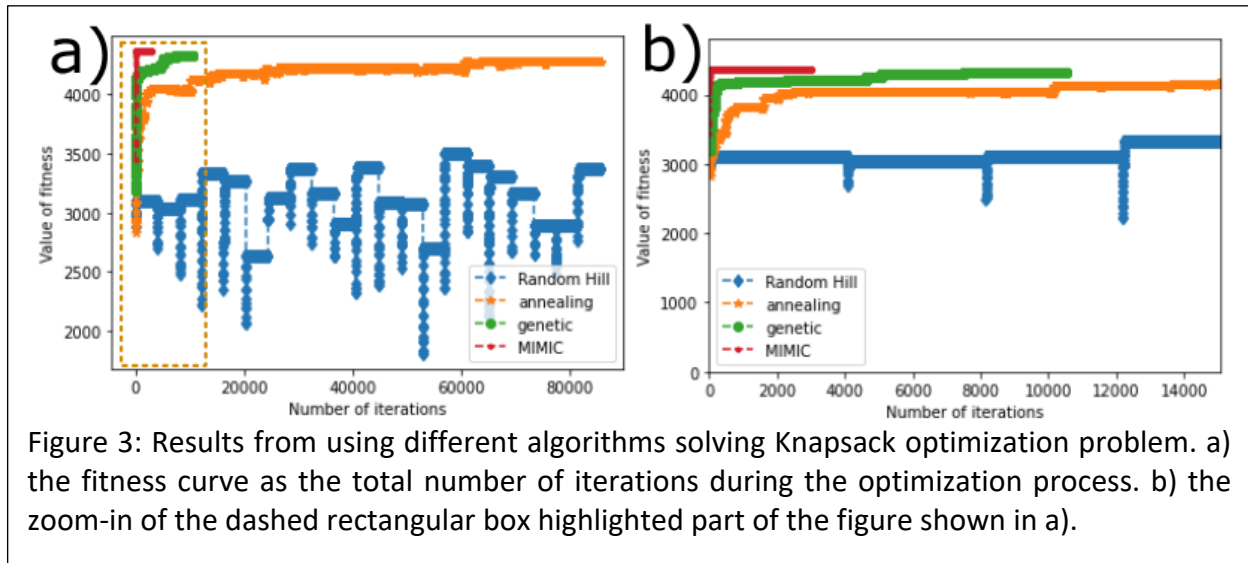 a)
4000
3500
3000
2500
2000
Value of fitness
0
20000
40000
60000
80000
Number of iterations
Random Hill
annealing
genetic
MIMIC
b)
4000
3000
2000
1000
0
Value of fitness
0
2000
4000
6000
8000
10000
12000
14000
Number of iterations
Random Hill
annealing
genetic
MIMIC
Figure 3: Results from using different algorithms solving Knapsack optimization problem. a)
the fitness curve as the total number of iterations during the optimization process. b) the
zoom-in of the dashed rectangular box highlighted part of the figure shown in a).